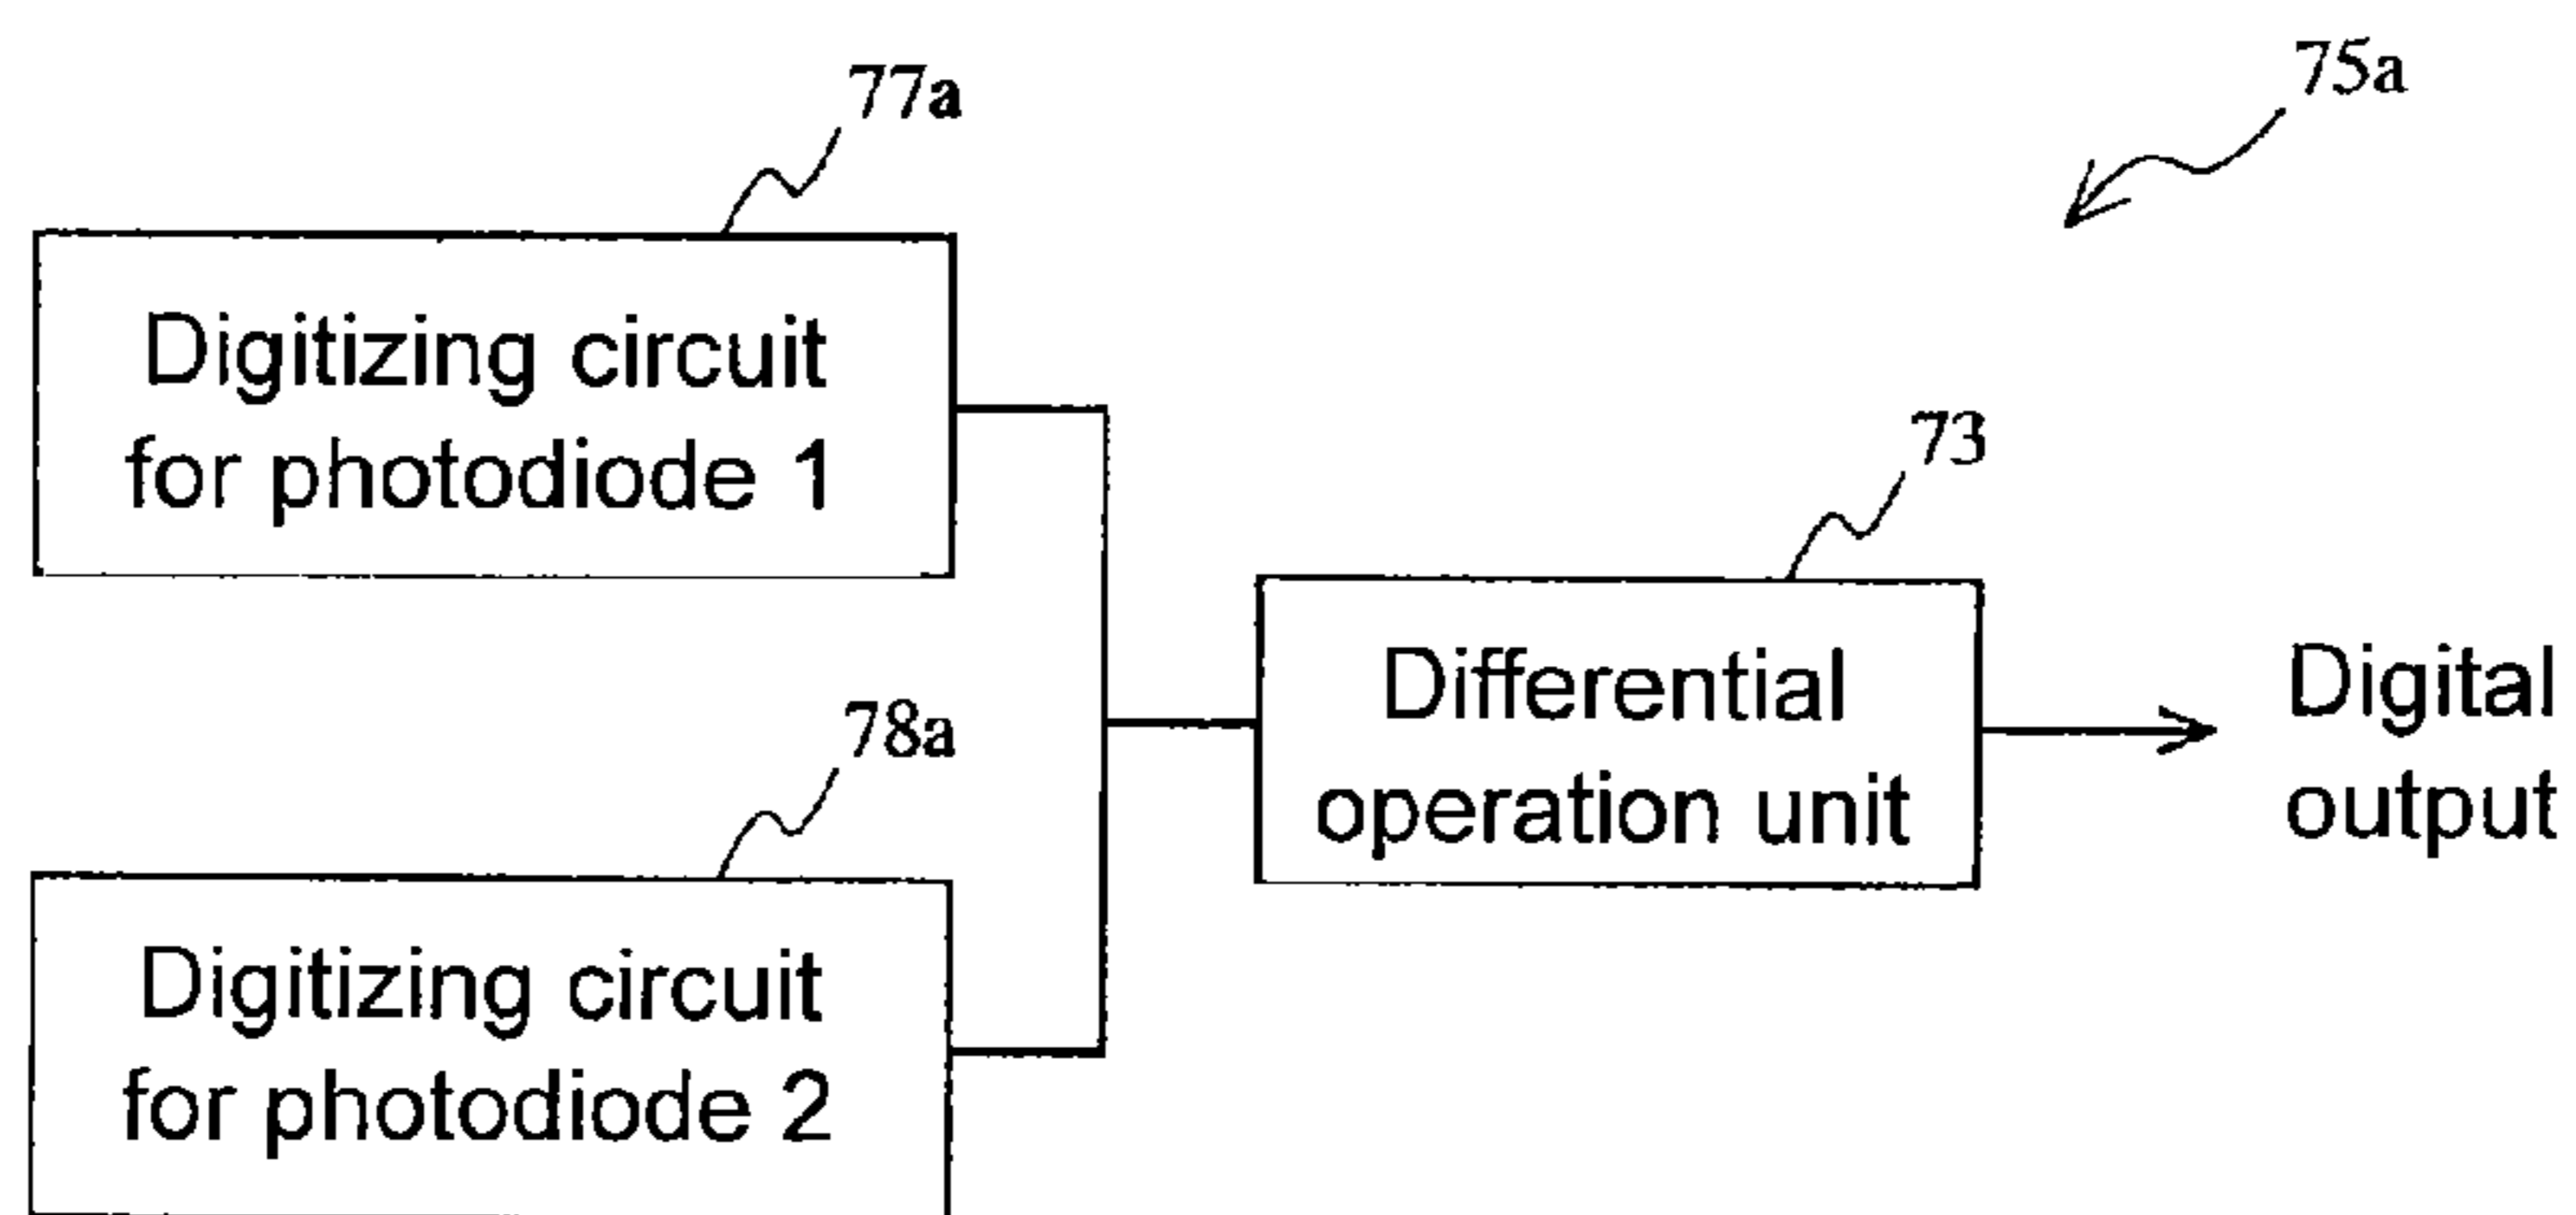 77a
75a
Digitizing circuit
for photodiode 1
73
Differential
operation unit
Digital
output
78a
Digitizing circuit
for photodiode 2